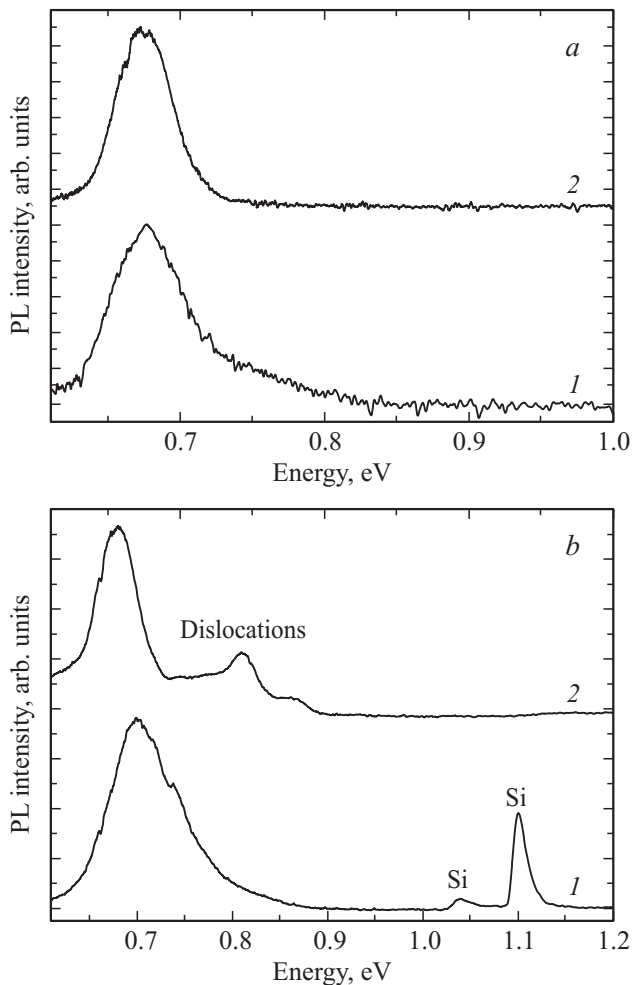 a
2
PL intensity, arb. units
1
0.7 0.8 0.9 1.0
Energy, eV
b
Dislocations
2
PL intensity, arb. units
Si
Si
1
0.7 0.8 0.9 1.0 1.1 1.2
Energy, eV